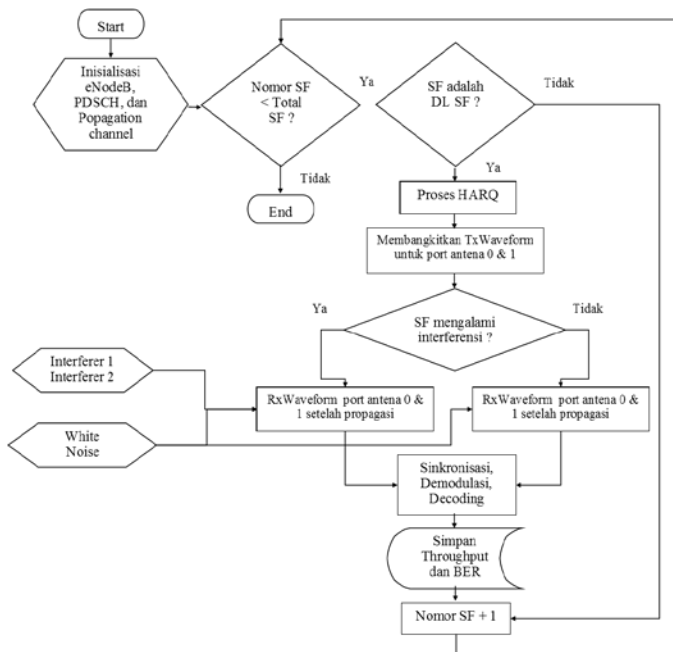 Start
Inisialisasi
eNodeB,
PDSCH, dan
Popagation
channel
Nomor SF
< Total
SF ?
Ya
Tidak
End
SF adalah
DL SF ?
Tidak
Ya
Proses HARQ
Membangkitkan TxWaveform
untuk port antena 0 & 1
SF mengalami
interferensi ?
Ya
Tidak
Interferer 1
Interferer 2
White
Noise
RxWaveform port antena 0 &
1 setelah propagasi
RxWaveform port antena 0 &
1 setelah propagasi
Sinkronisasi,
Demodulasi,
Decoding
Simpan
Throughput
dan BER
Nomor SF + 1